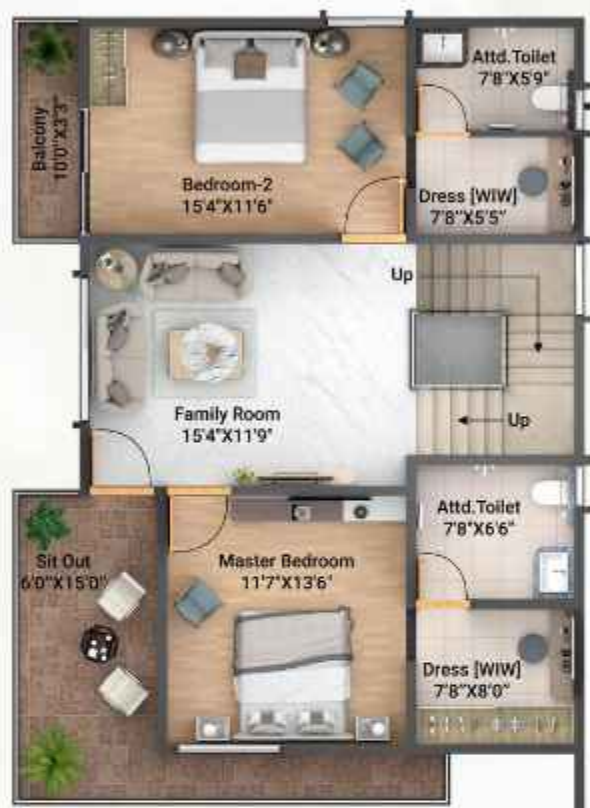 Attd.Toilet
7'8"X5'9"
Balcony
10'0"X3'3"
Bedroom-2
15'4"X11'6"
Dress [WIW]
7'8"X5'5"
Up
Up
Family Room
15'4"X11'9"
Attd.Toilet
7'8"X6'6"
Sit Out
6'0"X15'0"
Master Bedroom
11'7"X13'6"
Dress [WIW]
7'8"X8'0"